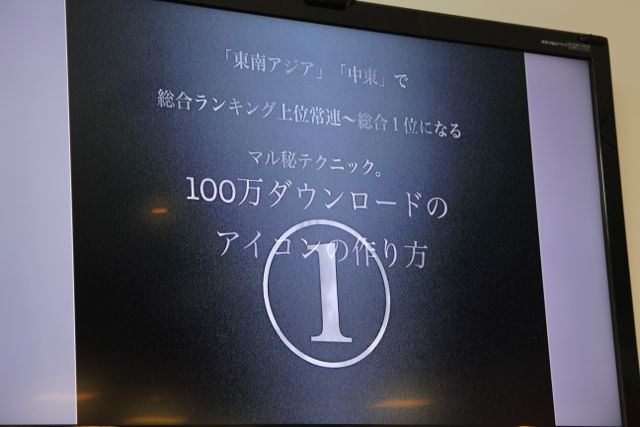 「東南アジア」「中東」で
総合ランキング上位常連〜総合1位になる
マル秘テクニック。
100万ダウンロードの
アイコンの作り方
1